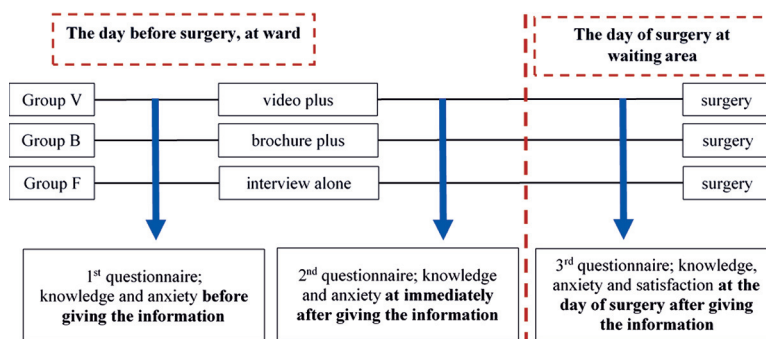 The day before surgery, at ward
The day of surgery at
waiting area
Group V
video plus
surgery
Group B
brochure plus
surgery
Group F
interview alone
surgery
1st questionnaire;
knowledge and anxiety before
giving the information
2nd questionnaire; knowledge
and anxiety at immediately
after giving the information
3rd questionnaire; knowledge,
anxiety and satisfaction at the
day of surgery after giving
the information